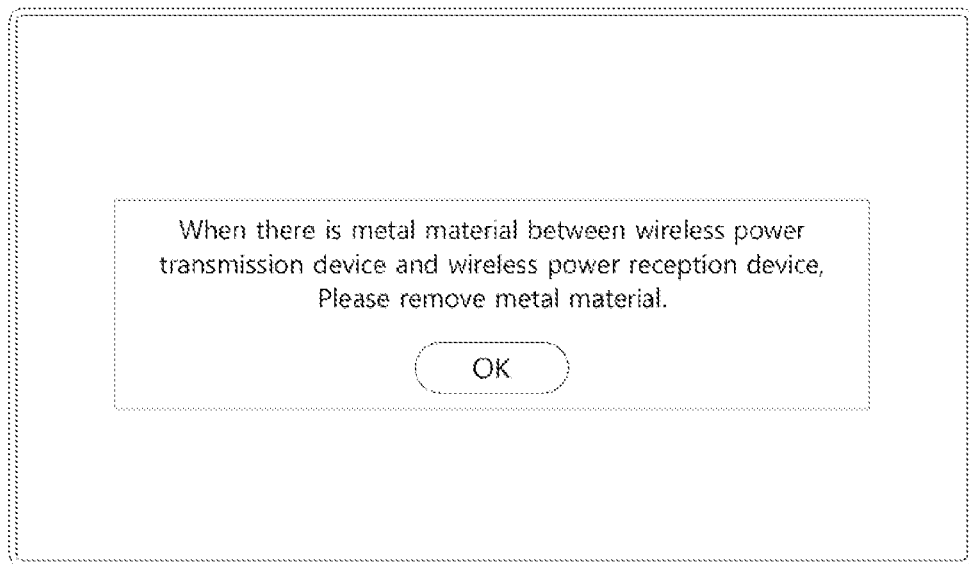 When there is metal material between wireless power
transmission device and wireless power reception device,
Please remove metal material.
OK